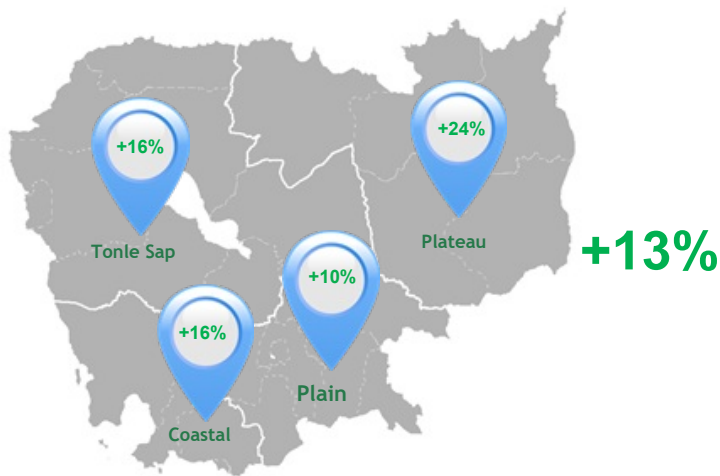 +24%
+16%
Plateau
Tonle Sap
+13%
+10%
+16%
Plain
Coastal